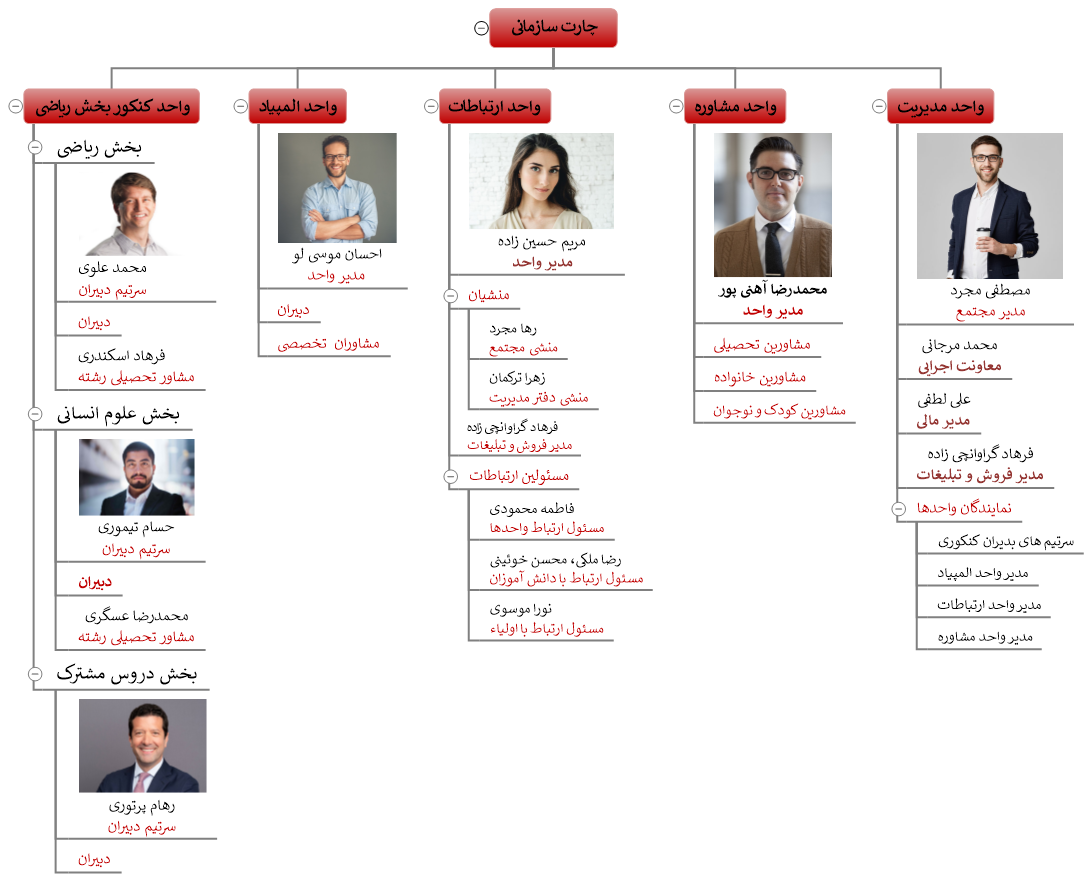 چارت سازمانی
واحد مدیریت
مصطفی مجرد
مدیر مجتمع
محمد مرجانی
معاونت اجرایی
علی لطفی
مدیر مالی
فرهاد گراوانچی زاده
مدیر فروش و تبلیغات
نمایندگان واحدها
سرتیم های بدیران کنکوری
مدیر واحد المپیاد
مدیر واحد ارتباطات
مدیر واحد مشاوره
واحد مشاوره
محمدرضا آهنی پور
مدیر واحد
مشاورین تحصیلی
مشاورین خانواده
مشاورین کودک و نوجوان
واحد ارتباطات
مریم حسین زاده
مدیر واحد
منشیان
رها مجرد
منشی مجتمع
زهرا ترکمان
منشی دفتر مدیریت
فرهاد گراوانچی زاده
مدیر فروش و تبلیغات
مسئولین ارتباطات
فاطمه محمودی
مسئول ارتباط واحدها
رضا ملکی، محسن خوئینی
مسئول ارتباط با دانش آموزان
نورا موسوی
مسئول ارتباط با اولیاء
واحد المپیاد
احسان موسی لو
مدیر واحد
دبیران
مشاوران تخصصی
واحد کنکور بخش ریاضی
بخش ریاضی
محمد علوی
سرتیم دبیران
دبیران
فرهاد اسکندری
مشاور تحصیلی رشته
بخش علوم انسانی
حسام تیموری
سرتیم دبیران
دبیران
محمدرضا عسگری
مشاور تحصیلی رشته
بخش دروس مشترک
رهام پرتوری
سرتیم دبیران
دبیران